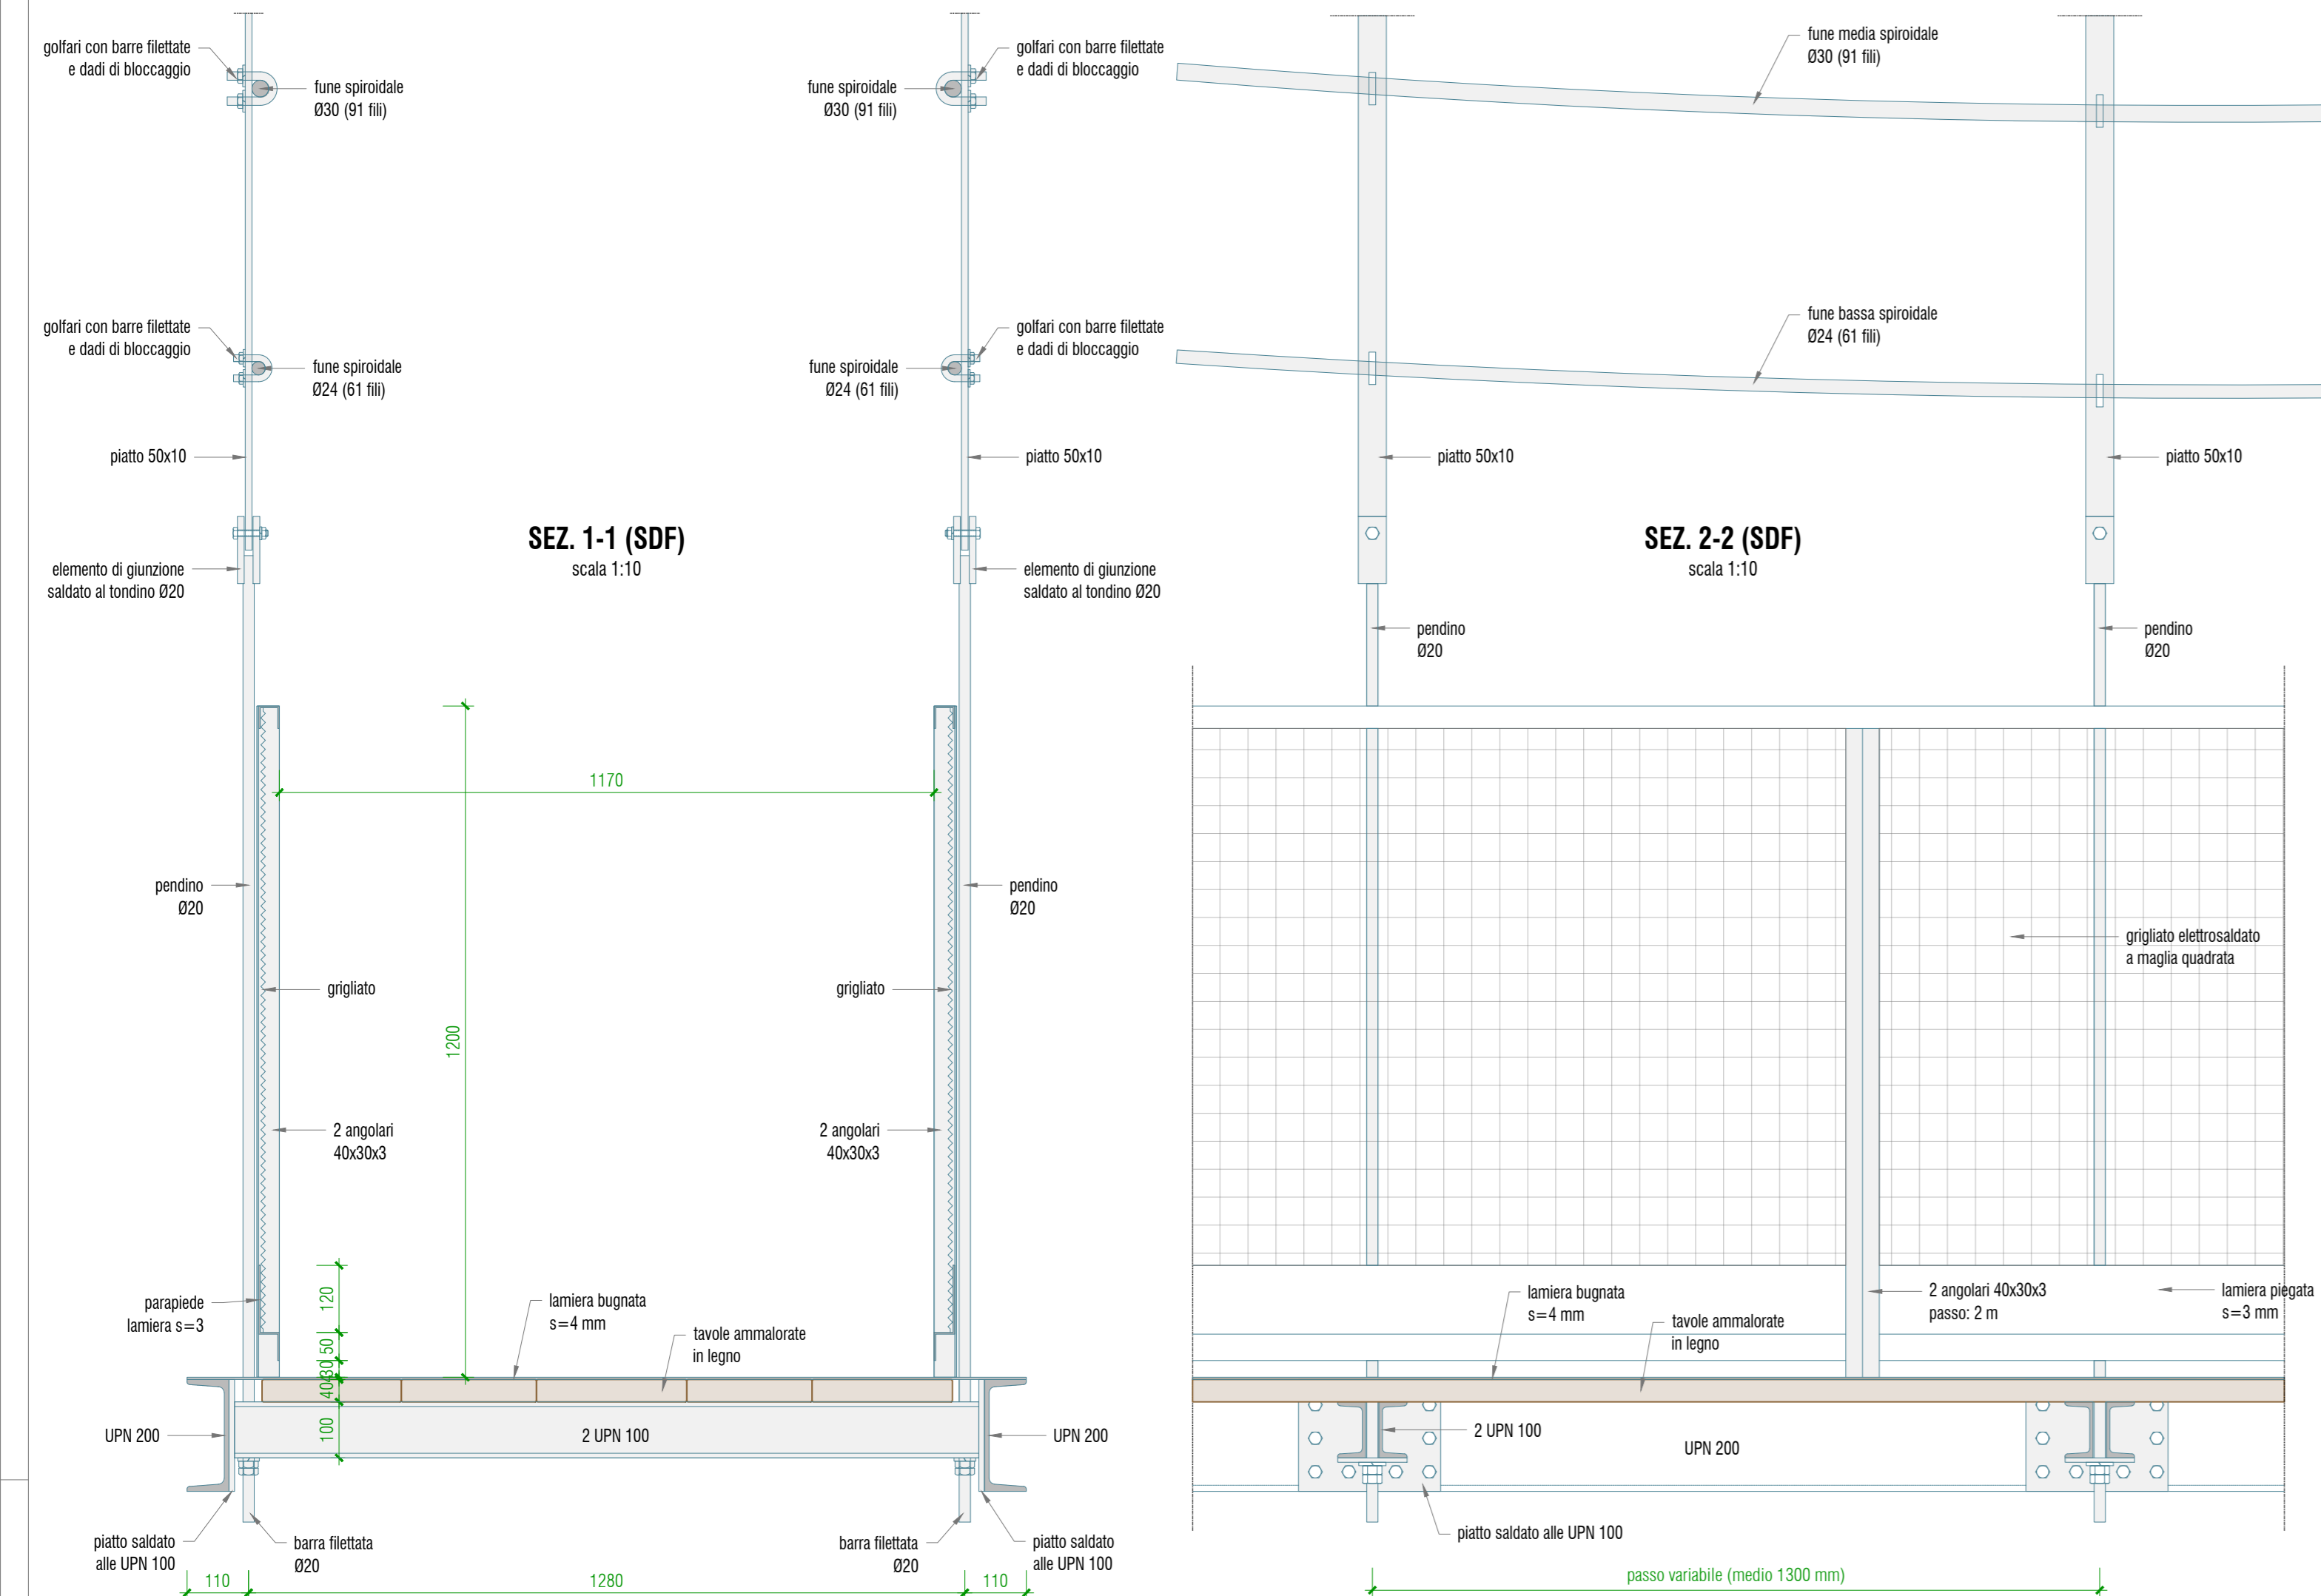 golfari con barre filettate
e dadi di bloccaggio
fune spiroidale
Ø30 (91 fili)
fune spiroidale
Ø30 (91 fili)
golfari con barre filettate
e dadi di bloccaggio
golfari con barre filettate
e dadi di bloccaggio
fune spiroidale
Ø24 (61 fili)
fune spiroidale
Ø24 (61 fili)
golfari con barre filettate
e dadi di bloccaggio
piatto 50x10
piatto 50x10
SEZ. 1-1 (SDF)
scala 1:10
elemento di giunzione
saldato al tondino Ø20
elemento di giunzione
saldato al tondino Ø20
1170
1200
pendino
Ø20
pendino
Ø20
grigliato
grigliato
2 angolari
40x30x3
2 angolari
40x30x3
parapiede
lamiera s=3
120
50
30
4
40
100
lamiera bugnata
s=4 mm
tavole ammalorate
in legno
UPN 200
2 UPN 100
UPN 200
piatto saldato
alle UPN 100
barra filettata
Ø20
barra filettata
Ø20
piatto saldato
alle UPN 100
110
1280
110
fune media spiroidale
Ø30 (91 fili)
fune bassa spiroidale
Ø24 (61 fili)
piatto 50x10
piatto 50x10
SEZ. 2-2 (SDF)
scala 1:10
pendino
Ø20
pendino
Ø20
grigliato elettrosaldato
a maglia quadrata
lamiera bugnata
s=4 mm
tavole ammalorate
in legno
2 angolari 40x30x3
passo: 2 m
lamiera piegata
s=3 mm
2 UPN 100
UPN 200
piatto saldato alle UPN 100
passo variabile (medio 1300 mm)